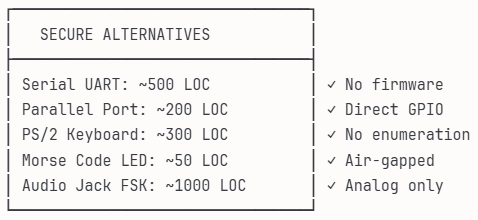 SECURE ALTERNATIVES
Serial UART: ~500 LOC ✓ No firmware
Parallel Port: ~200 LOC ✓ Direct GPIO
PS/2 Keyboard: ~300 LOC ✓ No enumeration
Morse Code LED: ~50 LOC ✓ Air-gapped
Audio Jack FSK: ~1000 LOC ✓ Analog only